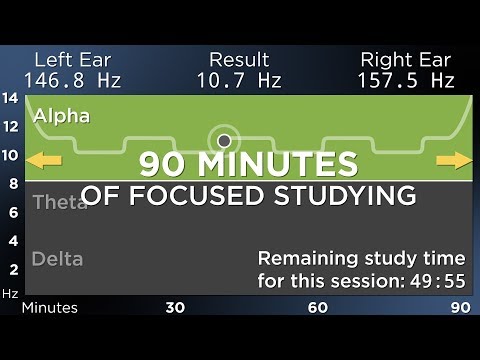 Left Ear
146.8 Hz
Result
10.7 Hz
Right Ear
157.5 Hz
14
Alpha
12
10
90 MINUTES
8
OF FOCUSED STUDYING
Theta
6
4
Delta
Remaining study time
2
for this session: 49:55
Hz
Minutes
30
60
90